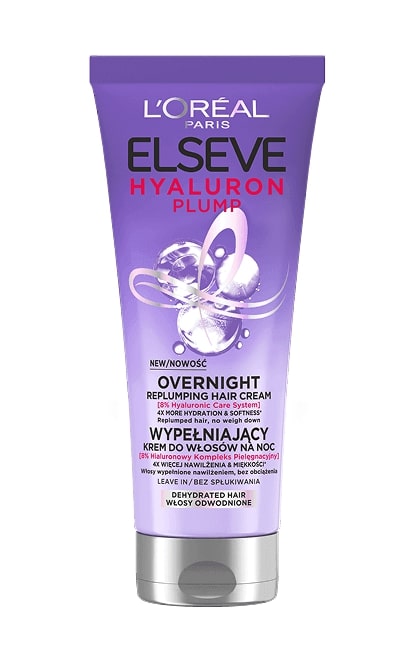 L'ORÉAL
PARIS
ELSEVE
HYALURON
PLUMP
NEW/NOWOŚĆ
OVERNIGHT
REPLUMPING HAIR CREAM
[8% Hyaluronic Care System]
4X MORE HYDRATION & SOFTNESS*
Replumped hair, no weigh down
WYPEŁNIAJĄCY
KREM DO WŁOSÓW NA NOC
[8% Hialuronowy Kompleks Pielęgnacyjny]
4X WIĘCEJ NAWILŻENIA & MIĘKKOŚCI*
Włosy wypełnione nawilżeniem, bez obciążenia
LEAVE IN/BEZ SPŁUKIWANIA
DEHYDRATED HAIR
WŁOSY ODWODNIONE